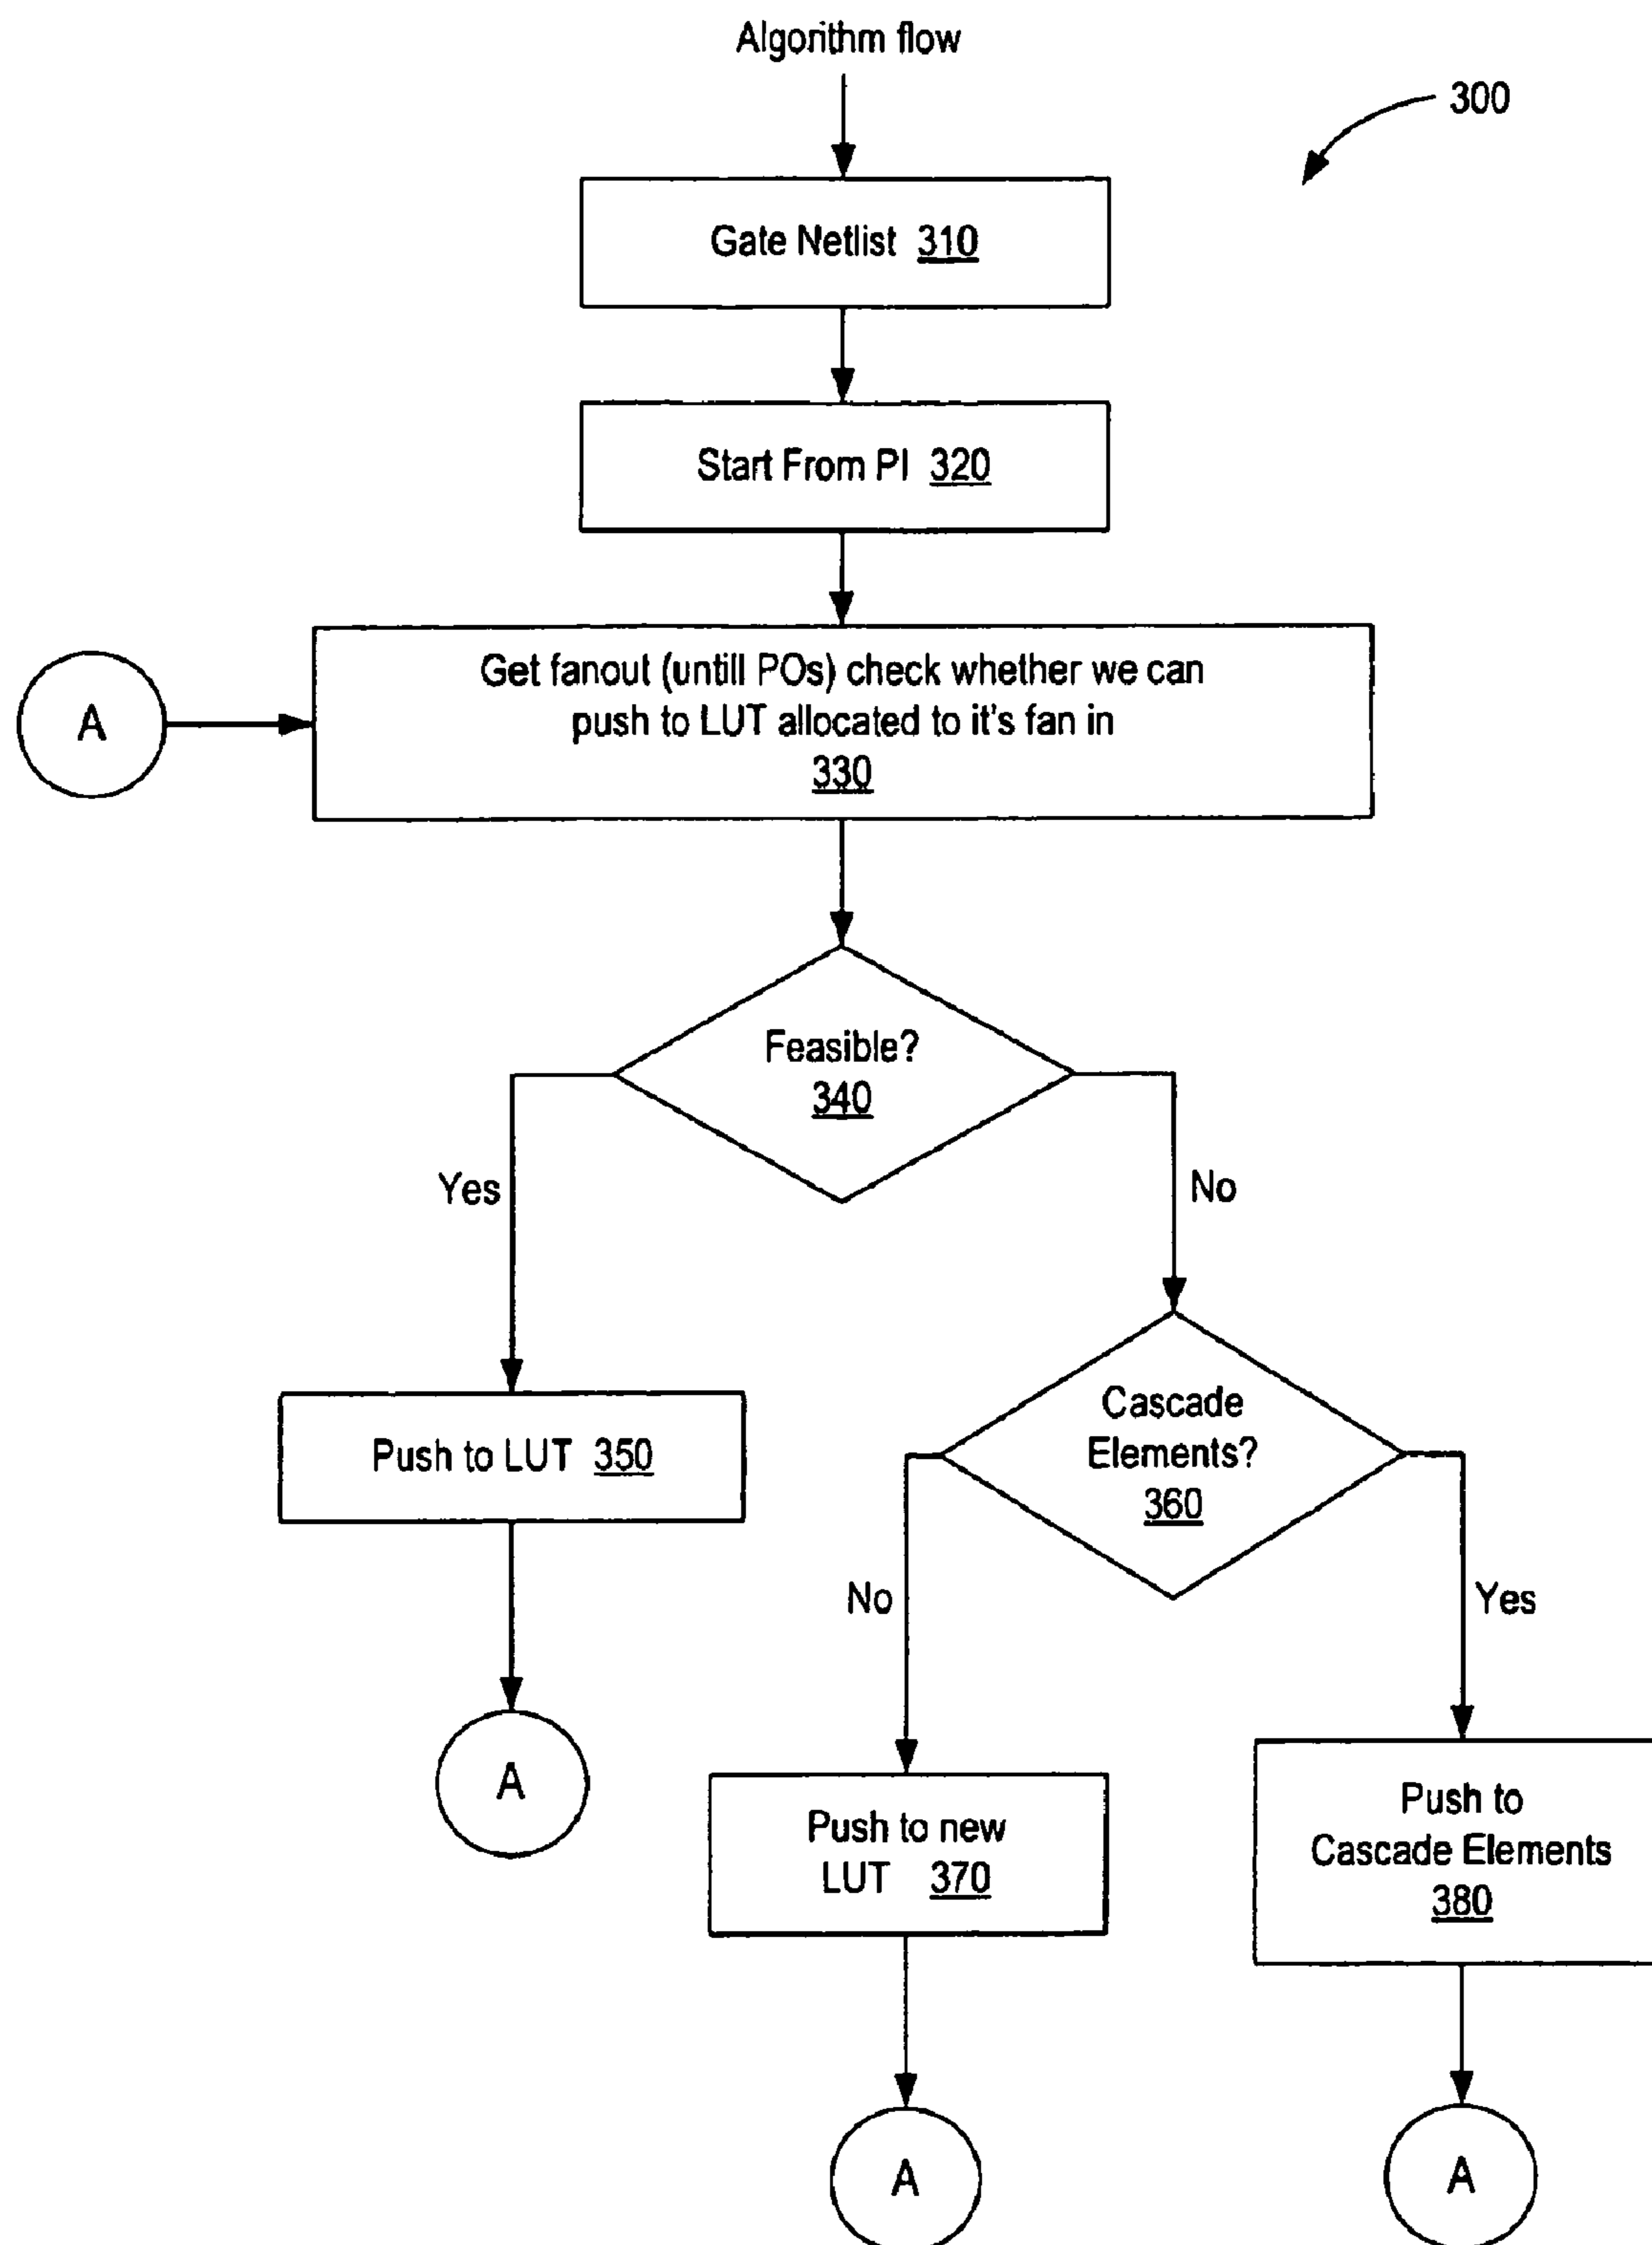 Algorithm flow
300
Gate Netlist 310
Start From PI 320
Get fanout (untill POs) check whether we can
push to LUT allocated to it's fan in
330
A
Feasible?
340
Yes
No
Push to LUT 350
Cascade
Elements?
360
No
Yes
A
Push to new
LUT 370
Push to
Cascade Elements
380
A
A